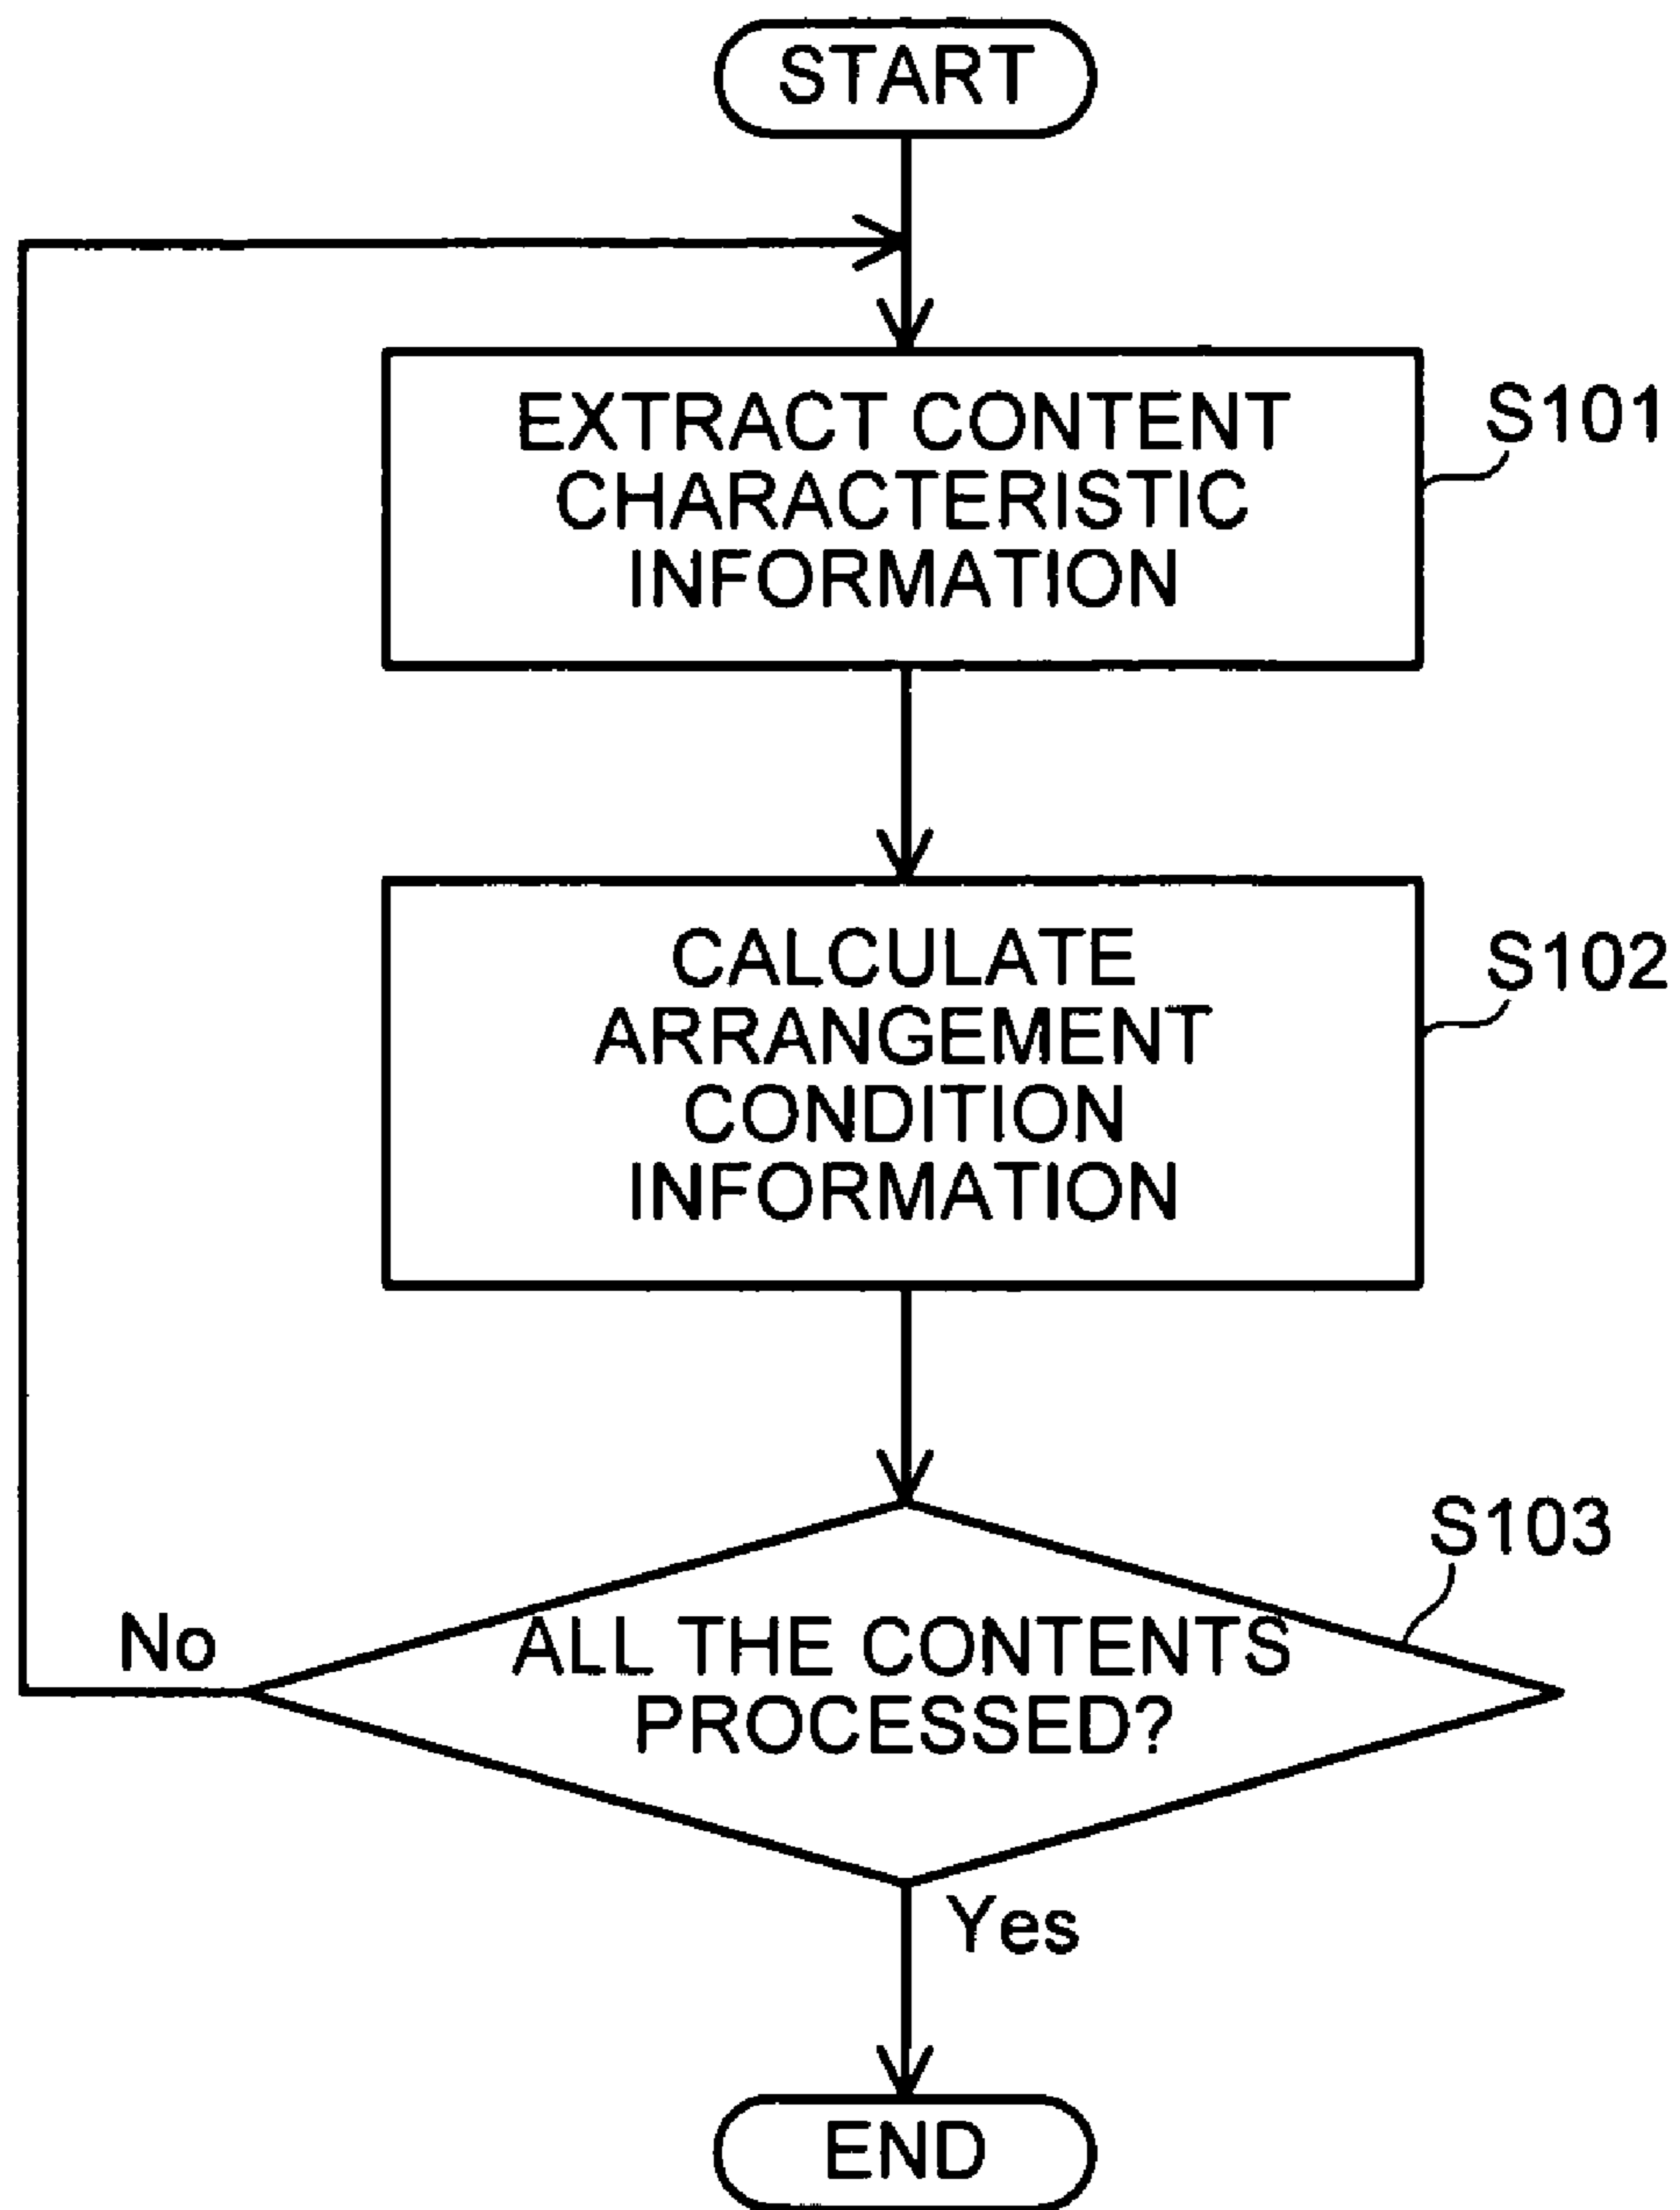 START
EXTRACT CONTENT
CHARACTERISTIC
INFORMATION
S101
CALCULATE
ARRANGEMENT
CONDITION
INFORMATION
S102
S103
ALL THE CONTENTS
PROCESSED?
No
Yes
END